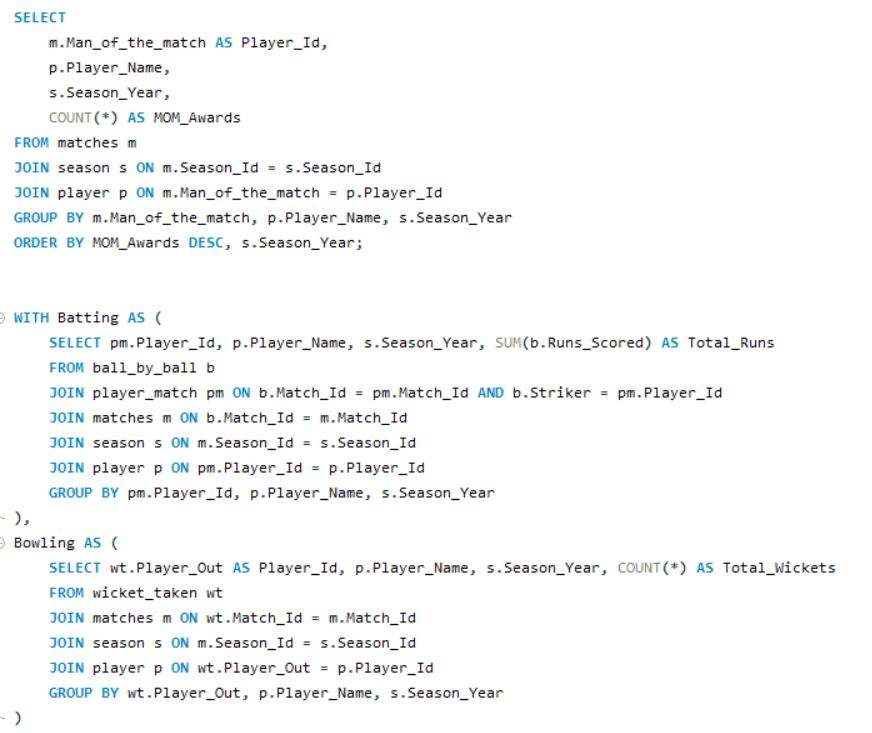 SELECT
    m.Man_of_the_match AS Player_Id,
    p.Player_Name,
    s.Season_Year,
    COUNT(*) AS MOM_Awards
FROM matches m
JOIN season s ON m.Season_Id = s.Season_Id
JOIN player p ON m.Man_of_the_match = p.Player_Id
GROUP BY m.Man_of_the_match, p.Player_Name, s.Season_Year
ORDER BY MOM_Awards DESC, s.Season_Year;
WITH Batting AS (
    SELECT pm.Player_Id, p.Player_Name, s.Season_Year, SUM(b.Runs_Scored) AS Total_Runs
    FROM ball_by_ball b
    JOIN player_match pm ON b.Match_Id = pm.Match_Id AND b.Striker = pm.Player_Id
    JOIN matches m ON b.Match_Id = m.Match_Id
    JOIN season s ON m.Season_Id = s.Season_Id
    JOIN player p ON pm.Player_Id = p.Player_Id
    GROUP BY pm.Player_Id, p.Player_Name, s.Season_Year
),
Bowling AS (
    SELECT wt.Player_Out AS Player_Id, p.Player_Name, s.Season_Year, COUNT(*) AS Total_Wickets
    FROM wicket_taken wt
    JOIN matches m ON wt.Match_Id = m.Match_Id
    JOIN season s ON m.Season_Id = s.Season_Id
    JOIN player p ON wt.Player_Out = p.Player_Id
    GROUP BY wt.Player_Out, p.Player_Name, s.Season_Year
)